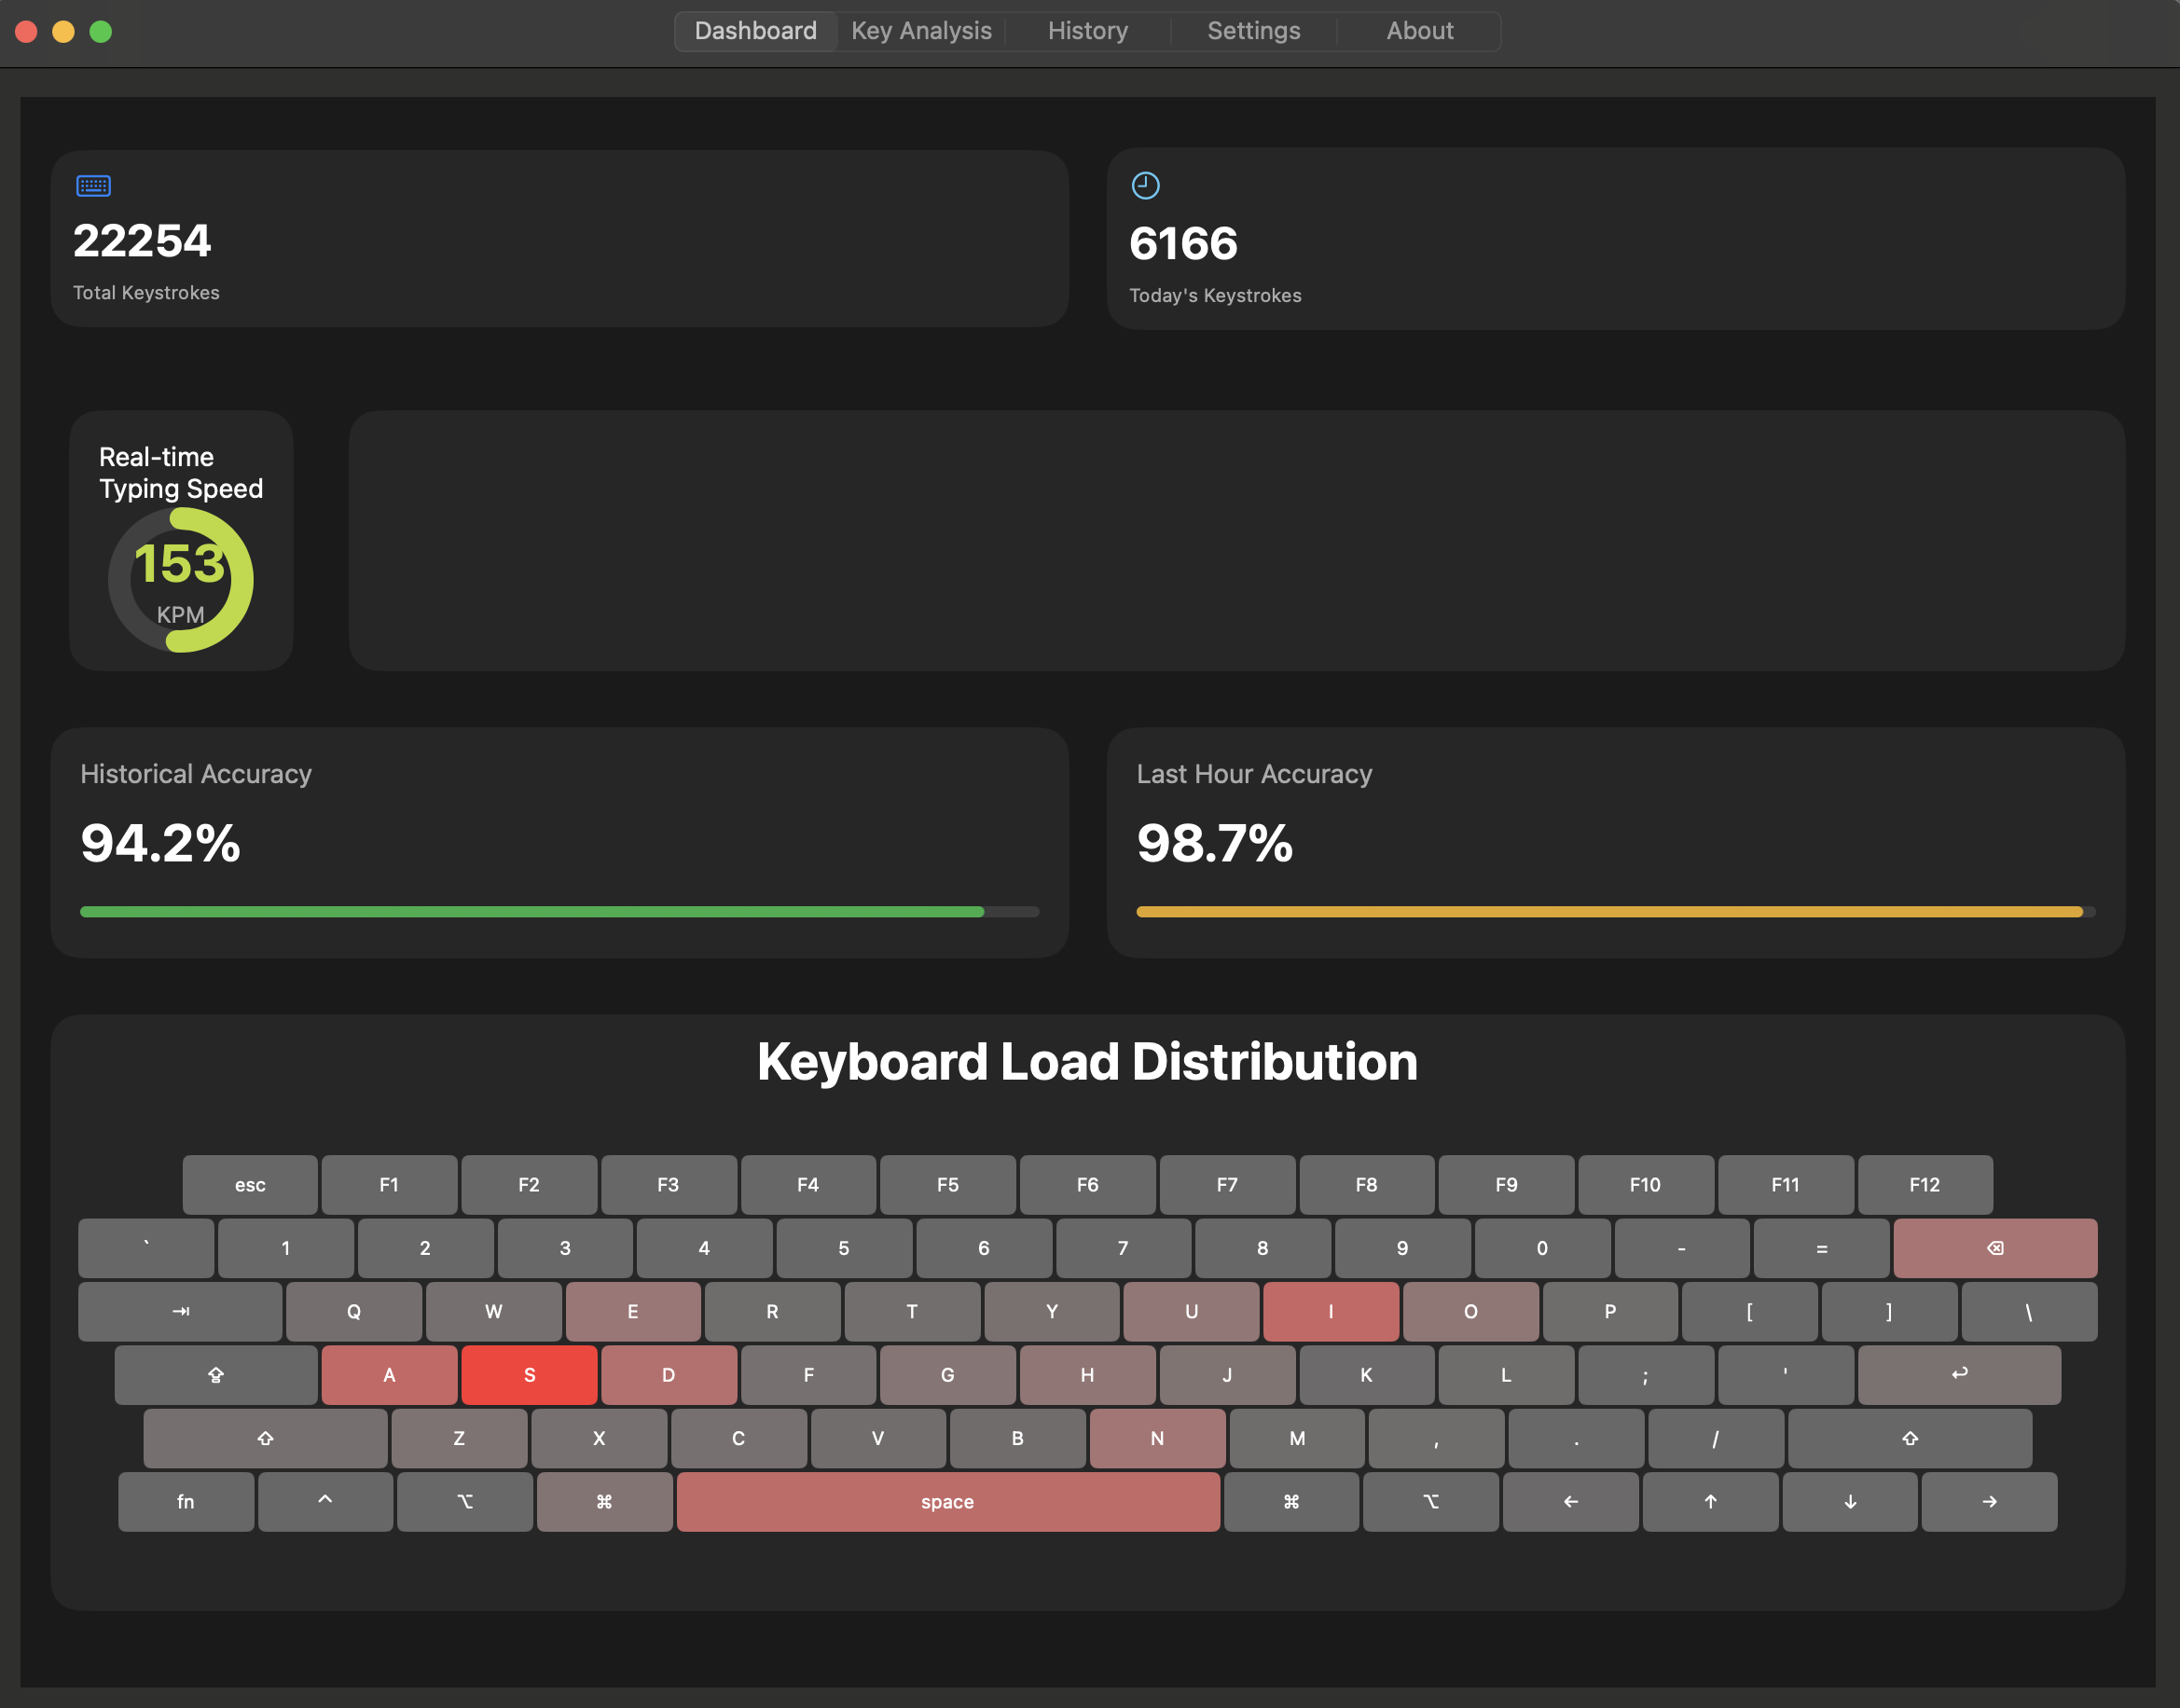 Dashboard Key Analysis History Settings About
22254
Total Keystrokes
6166
Today's Keystrokes
Real-time
Typing Speed
153
KPM
Historical Accuracy
94.2%
Last Hour Accuracy
98.7%
Keyboard Load Distribution
esc F1 F2 F3 F4 F5 F6 F7 F8 F9 F10 F11 F12
` 1 2 3 4 5 6 7 8 9 0 - = ⌫
⇥ Q W E R T Y U I O P [ ] \
⇪ A S D F G H J K L ; ' ↩
⇧ Z X C V B N M , . / ⇧
fn ^ ⌥ ⌘ space ⌘ ⌥ ← ↑ ↓ →